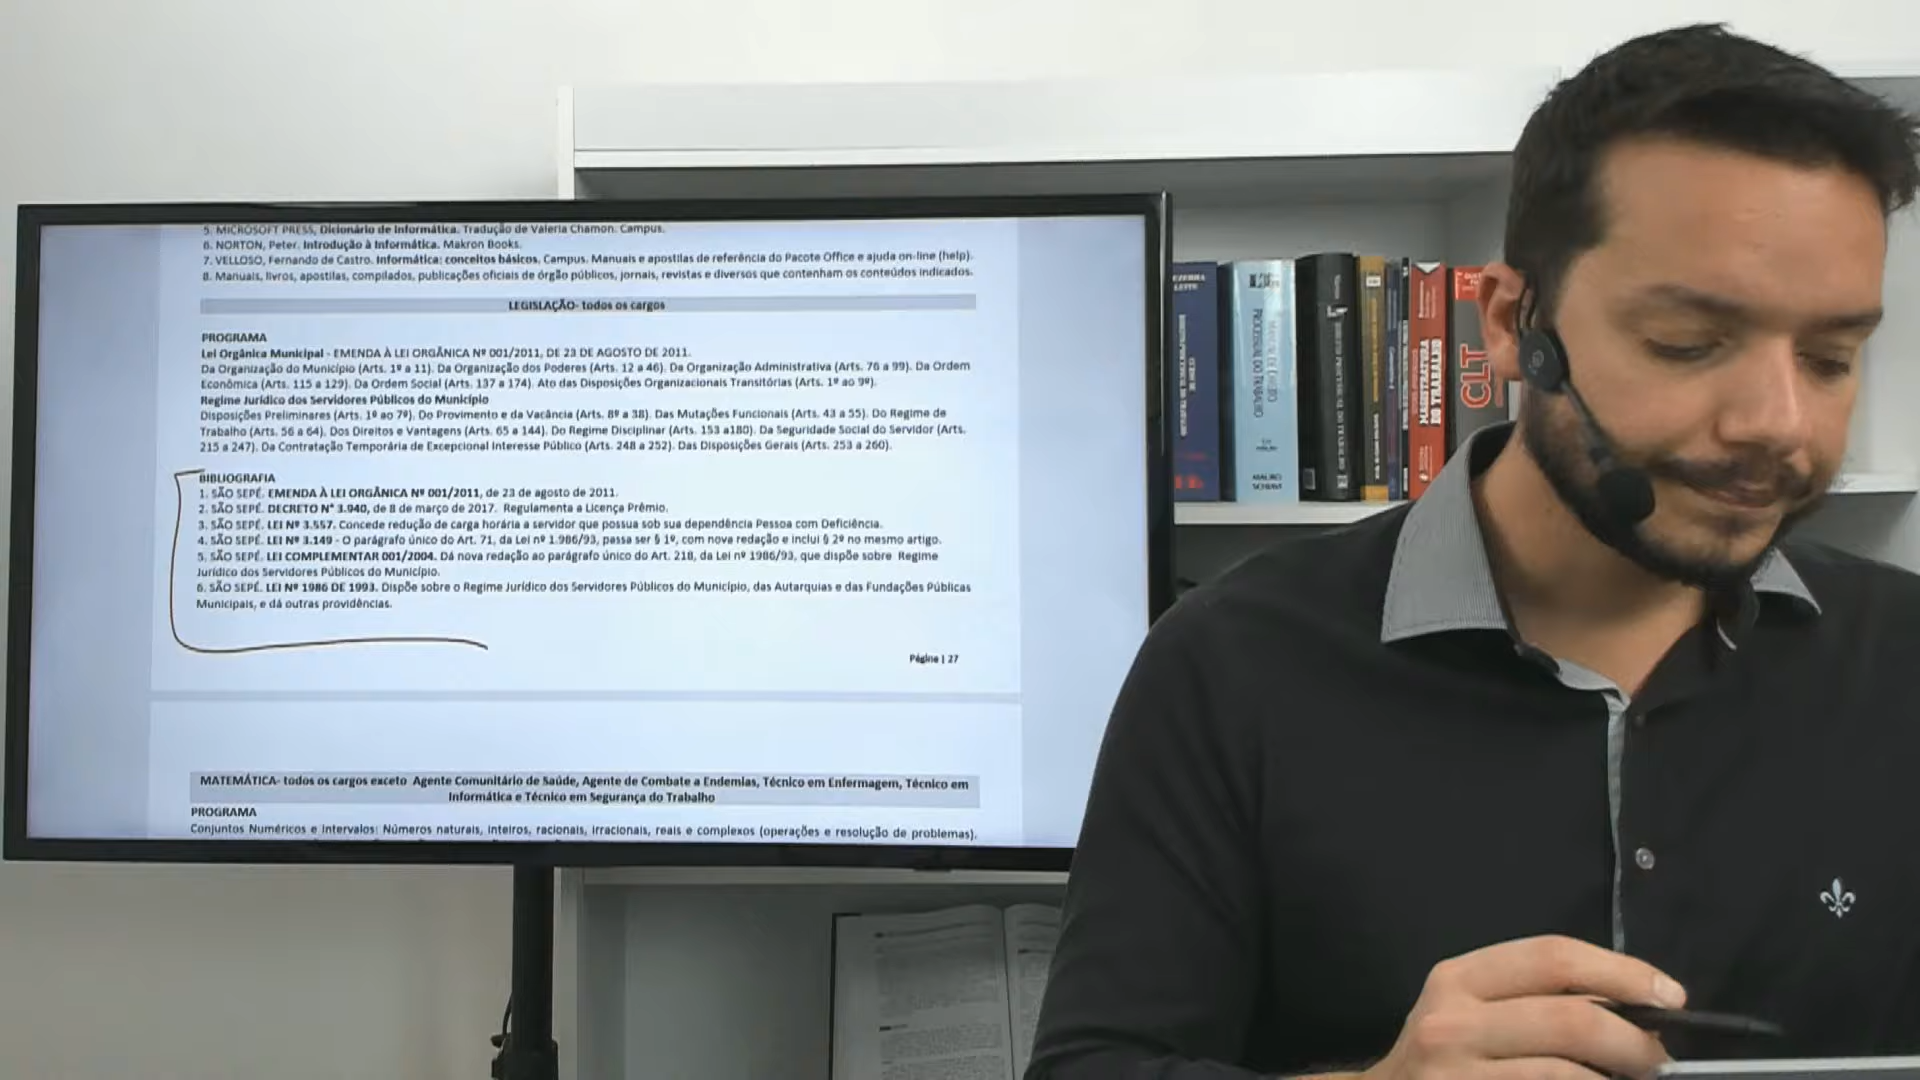 5. MICROSOFT PRESS, Dicionário de Informática. Tradução de Valeria Chamon. Campus.
6. NORTON, Peter. Introdução à Informática. Makron Books.
7. VELLOSO, Fernando de Castro. Informática: conceitos básicos, Campus. Manuais e apostilas de referência do Pacote Office e ajuda on-line (help).
8. Manuais, livros, apostilas, compilados, publicações oficiais de órgão públicos, jornais, revistas e diversos que contenham os conteúdos indicados.
LEGISLAÇÃO- todos os cargos
PROGRAMA
Lei Orgânica Municipal - EMENDA À LEI ORGÂNICA Nº 001/2011, DE 23 DE AGOSTO DE 2011.
Da Organização do Município (Arts. 1º a 11). Da Organização dos Poderes (Arts. 12 a 46). Da Organização Administrativa (Arts. 76 a 99). Da Ordem
Econômica (Arts. 115 a 129). Da Ordem Social (Arts. 137 a 174). Ato das Disposições Organizacionais Transitórias (Arts. 1º ao 9º).
Regime Jurídico dos Servidores Públicos do Município
Disposições Preliminares (Arts. 1º ao 7º). Do Provimento e da Vacância (Arts. 8º a 38). Das Mutações Funcionais (Arts. 43 a 55). Do Regime de
Trabalho (Arts. 56 a 64). Dos Direitos e Vantagens (Arts. 65 a 144). Do Regime Disciplinar (Arts. 153 a180). Da Seguridade Social do Servidor (Arts.
215 a 247). Da Contratação Temporária de Excepcional Interesse Público (Arts. 248 a 252). Das Disposições Gerais (Arts. 253 a 260).
BIBLIOGRAFIA
1. SÃO SEPÉ. EMENDA À LEI ORGÂNICA Nº 001/2011, de 23 de agosto de 2011.
2. SÃO SEPÉ. DECRETO N° 3.940, de 8 de março de 2017. Regulamenta a Licença Prêmio.
3. SÃO SEPÉ. LEI Nº 3.557. Concede redução de carga horária a servidor que possua sob sua dependência Pessoa com Deficiência.
4. SÃO SEPÉ. LEI Nº 3.149 - O parágrafo único do Art. 71, da Lei nº 1.986/93, passa ser § 1º, com nova redação e inclui § 2º no mesmo artigo.
5. SÃO SEPÉ. LEI COMPLEMENTAR 001/2004. Dá nova redação ao parágrafo único do Art. 218, da Lei nº 1986/93, que dispõe sobre Regime
Jurídico dos Servidores Públicos do Município.
6. SÃO SEPÉ. LEI Nº 1986 DE 1993. Dispõe sobre o Regime Jurídico dos Servidores Públicos do Município, das Autarquias e das Fundações Públicas
Municipais, e dá outras providências.
Página | 27
MATEMÁTICA- todos os cargos exceto Agente Comunitário de Saúde, Agente de Combate a Endemias, Técnico em Enfermagem, Técnico em
Informática e Técnico em Segurança do Trabalho
PROGRAMA
Conjuntos Numéricos e Intervalos: Números naturais, inteiros, racionais, irracionais, reais e complexos (operações e resolução de problemas).
BEZERRA
LEITE
PROCESSUAL DO TRABALHO
MAURO
SCHIAVI
MAGISTRATURA
DO TRABALHO
CLT